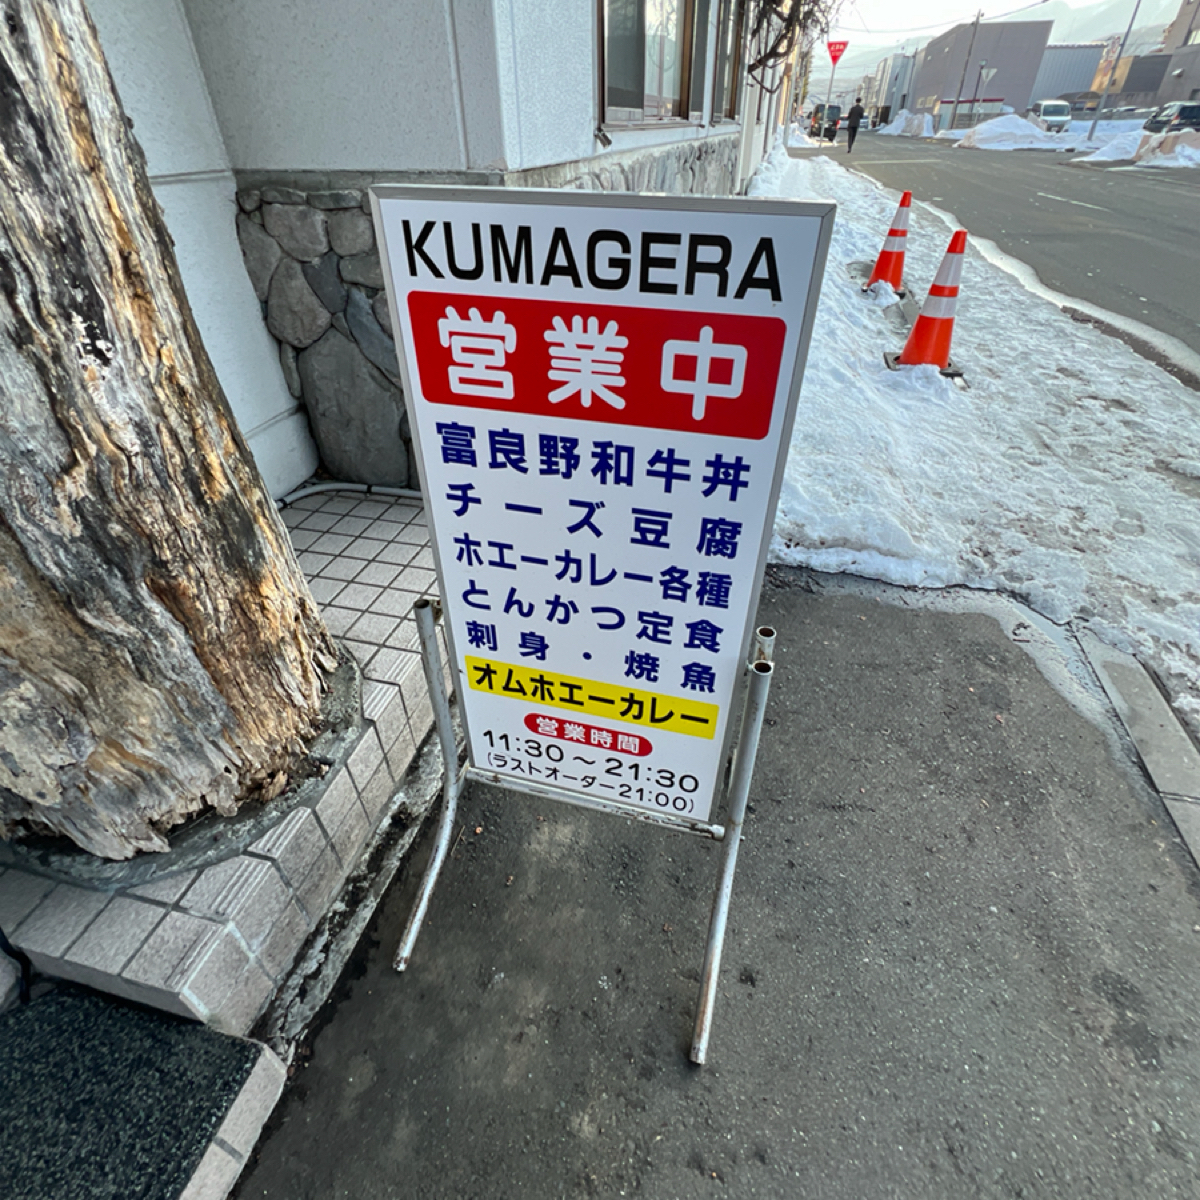 KUMAGERA
営業中
富良野和牛丼
チーズ豆腐
ホエーカレー各種
とんかつ定食
刺身・焼魚
オムホエーカレー
営業時間
11:30～21:30
(ラストオーダー21:00)